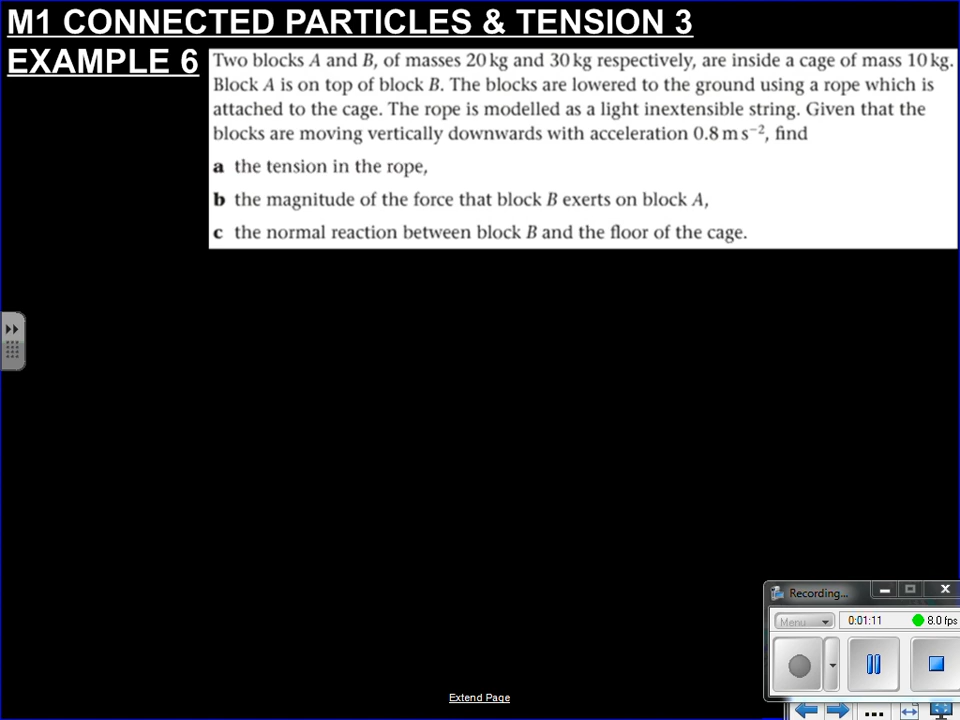 M1 CONNECTED PARTICLES & TENSION 3
EXAMPLE 6
Two blocks A and B, of masses 20 kg and 30 kg respectively, are inside a cage of mass 10 kg.
Block A is on top of block B. The blocks are lowered to the ground using a rope which is
attached to the cage. The rope is modelled as a light inextensible string. Given that the
blocks are moving vertically downwards with acceleration 0.8 m s⁻², find
a the tension in the rope,
b the magnitude of the force that block B exerts on block A,
c the normal reaction between block B and the floor of the cage.
Recording...
Menu 0:01:11 8.0 fps
Extend Page